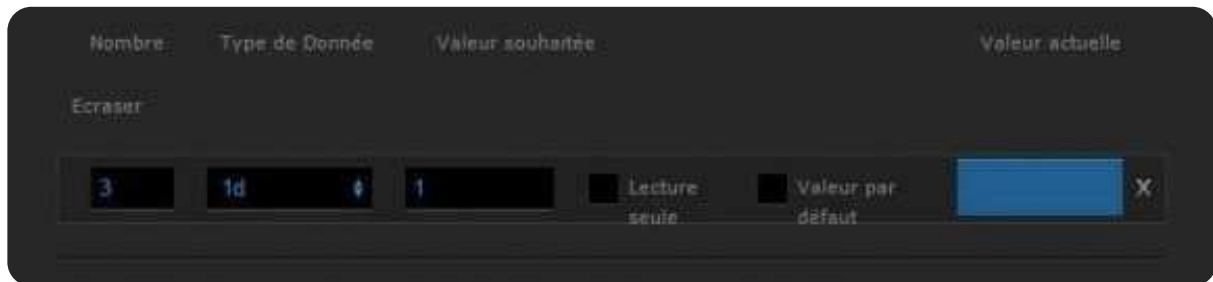 Nombre Type de Donnée Valeur souhaitée Valeur actuelle
Ecraser
3 1d 1 Lecture seule Valeur par défaut X